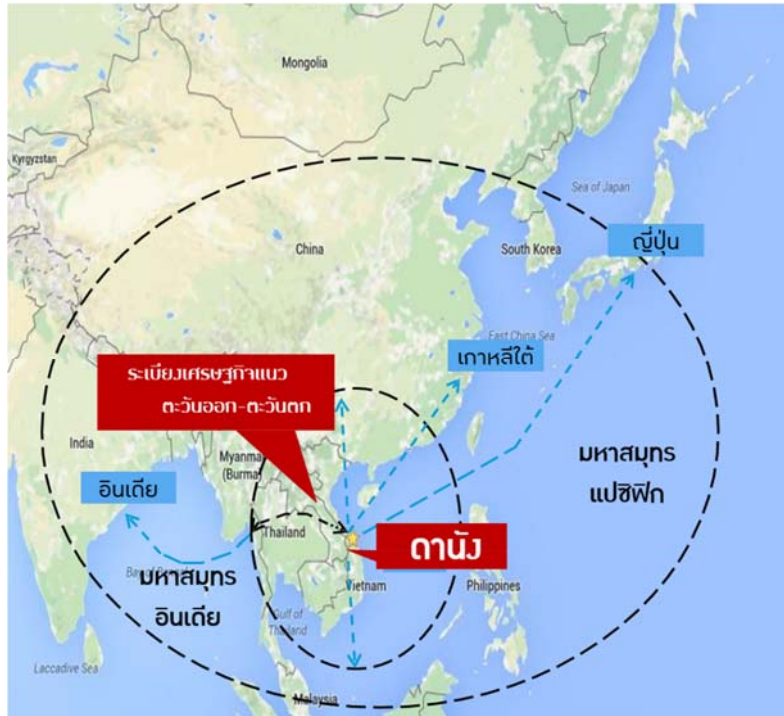 Mongolia
Kyrgyzstan
Sea of Japan
China
South Korea
ญี่ปุ่น
East China Sea
เกาหลีใต้
ระเบียงเศรษฐกิจแนว
ตะวันออก-ตะวันตก
India
Myanma
(Burma)
มหาสมุทร
แปซิฟิก
อินเดีย
Thailand
ดานัง
Bay of Bengal
มหาสมุทร
อินเดีย
Vietnam
Philippines
Gulf of
Thailand
Laccadive Sea
Malaysia